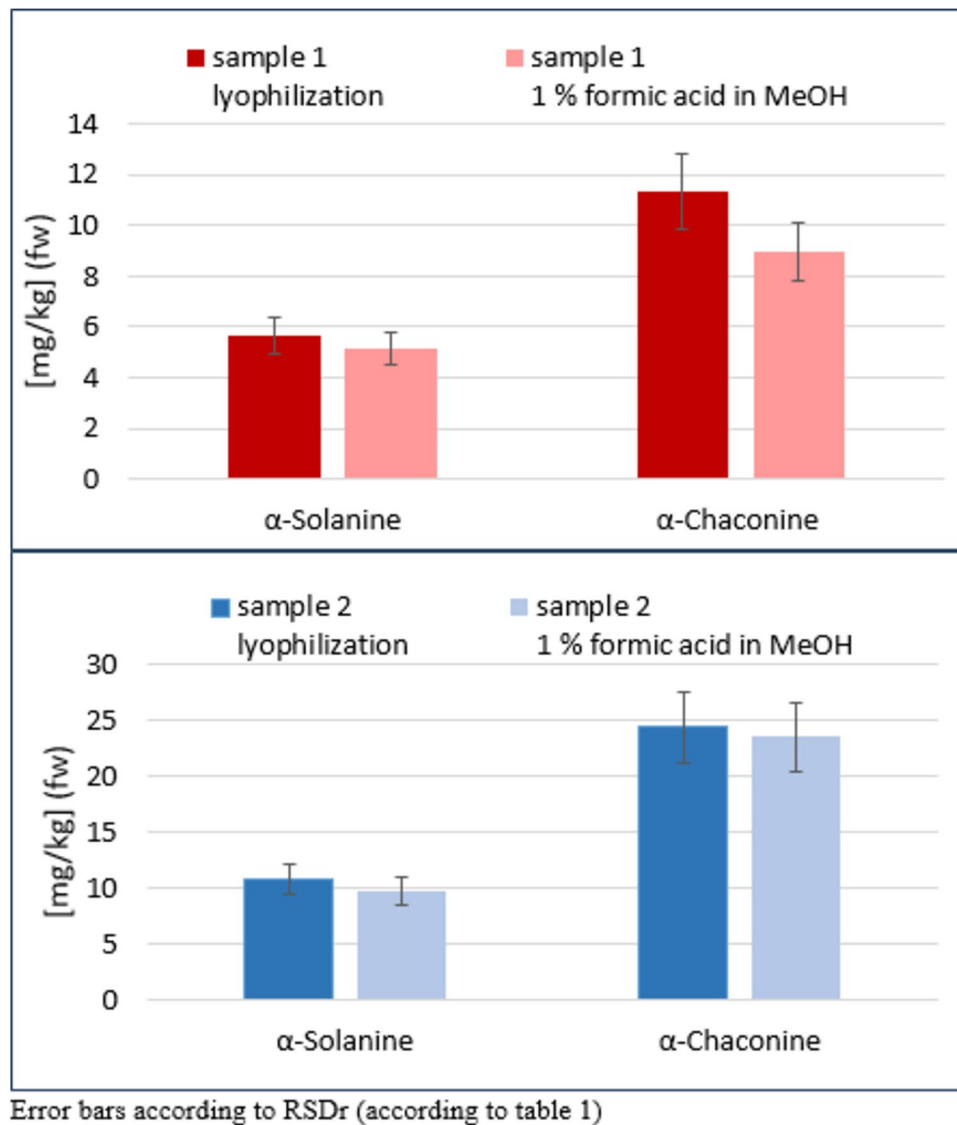 sample 1 sample 1
lyophilization 1 % formic acid in MeOH
14
12
10
8
6
4
2
0
[mg/kg] (fw)
α-Solanine α-Chaconine
sample 2 sample 2
lyophilization 1 % formic acid in MeOH
30
25
20
15
10
5
0
[mg/kg] (fw)
α-Solanine α-Chaconine
Error bars according to RSDr (according to table 1)